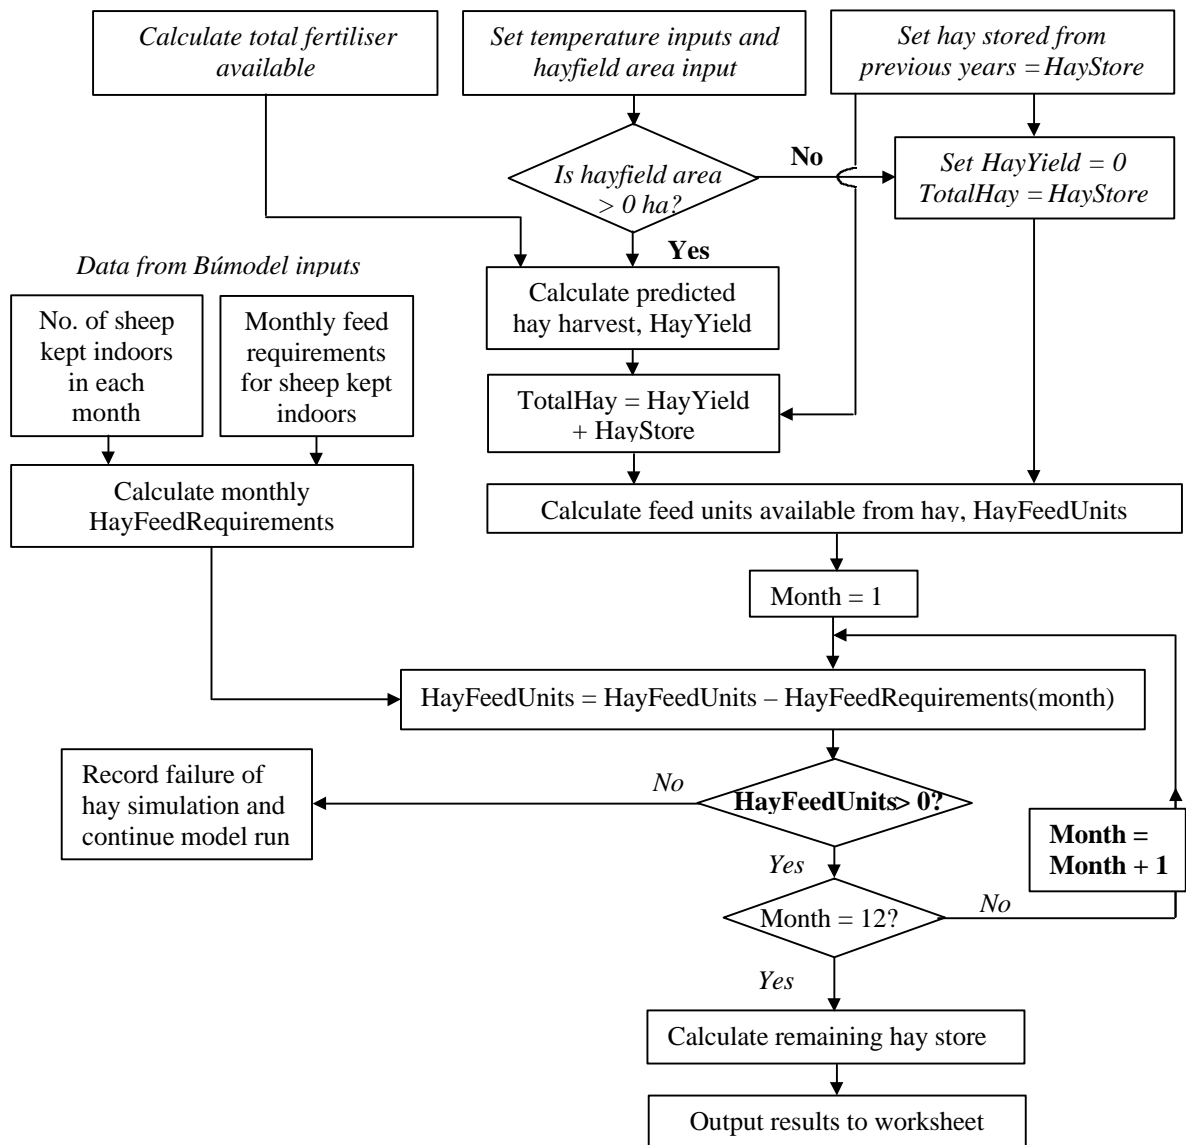 Calculate total fertiliser
available
Set temperature inputs and
hayfield area input
Set hay stored from
previous years = HayStore
Is hayfield area
> 0 ha?
No
Set HayYield = 0
TotalHay = HayStore
Yes
Data from Búmodel inputs
No. of sheep
kept indoors
in each
month
Monthly feed
requirements
for sheep kept
indoors
Calculate predicted
hay harvest, HayYield
TotalHay = HayYield
+ HayStore
Calculate monthly
HayFeedRequirements
Calculate feed units available from hay, HayFeedUnits
Month = 1
HayFeedUnits = HayFeedUnits – HayFeedRequirements(month)
Record failure of
hay simulation and
continue model run
No
HayFeedUnits> 0?
Yes
Month =
Month + 1
Month = 12?
No
Yes
Calculate remaining hay store
Output results to worksheet